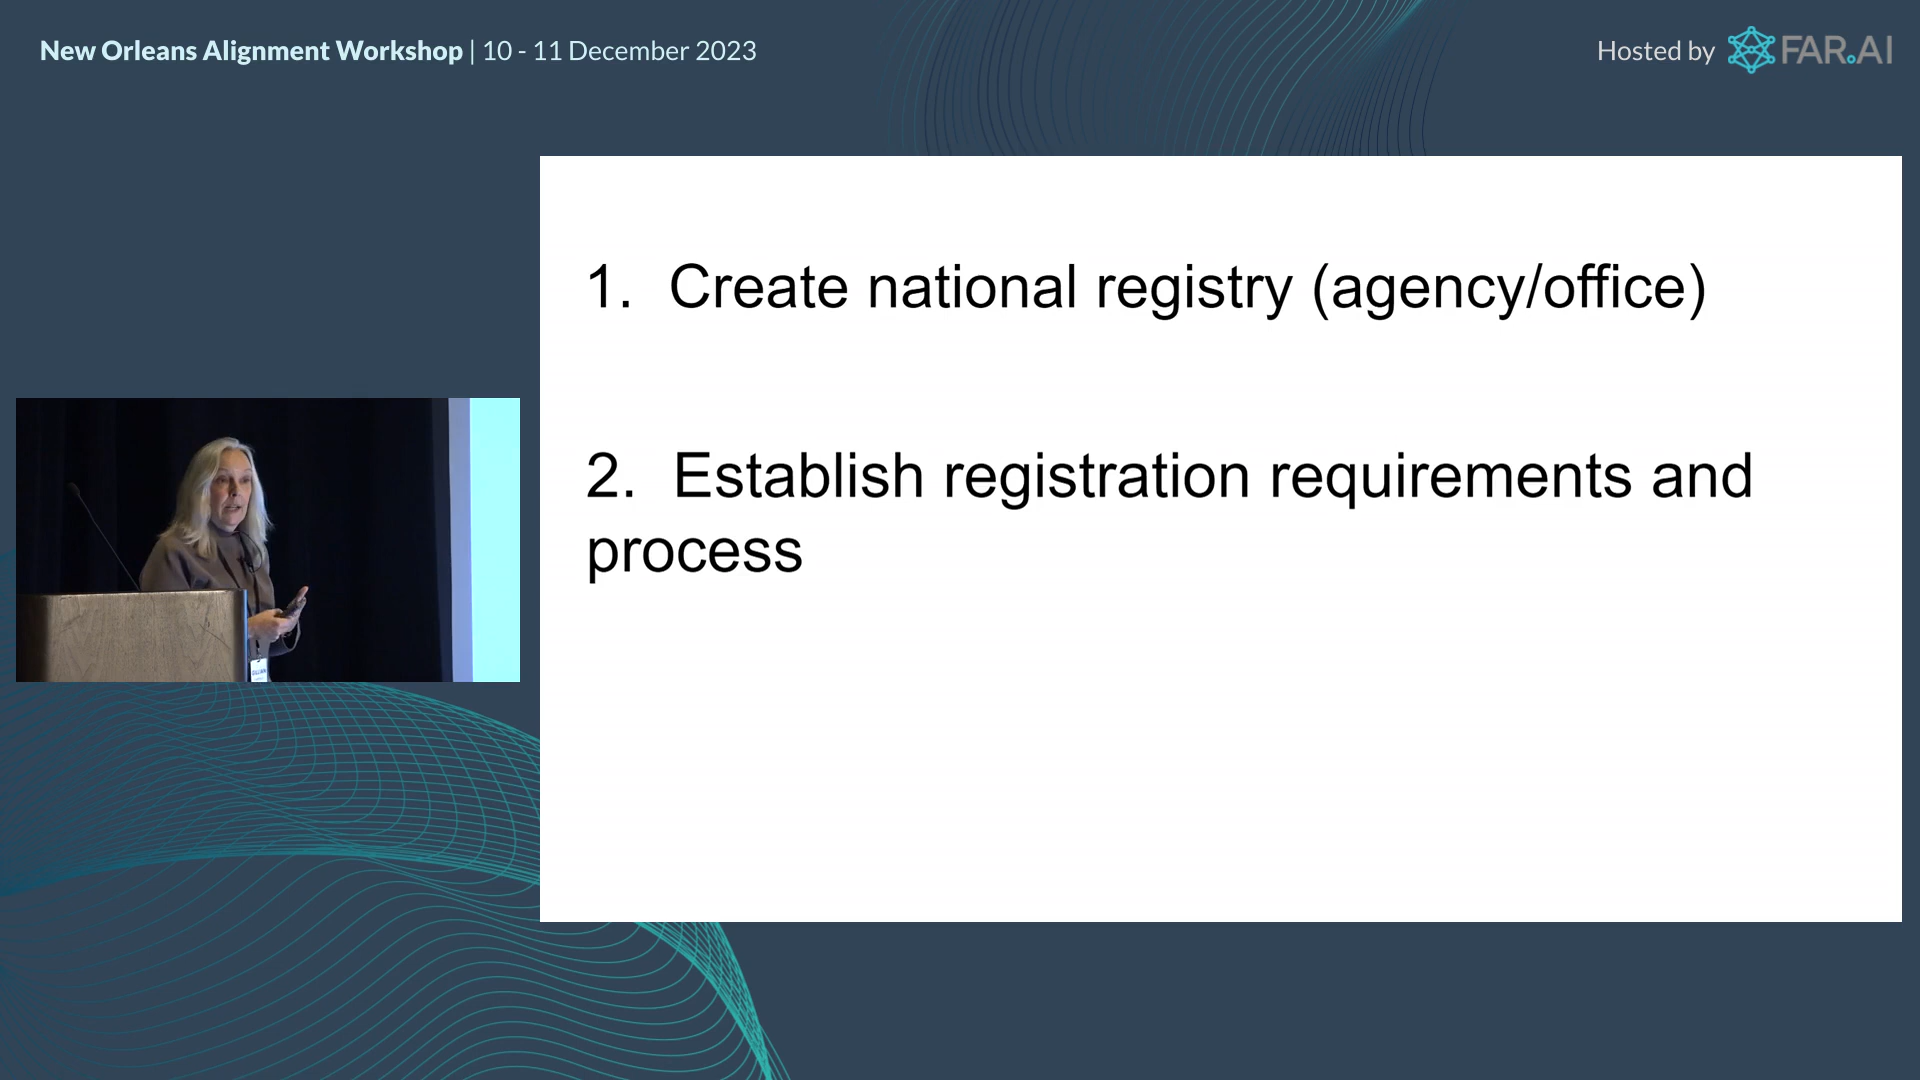 New Orleans Alignment Workshop | 10 - 11 December 2023
Hosted by FAR.AI
1. Create national registry (agency/office)
2. Establish registration requirements and
process